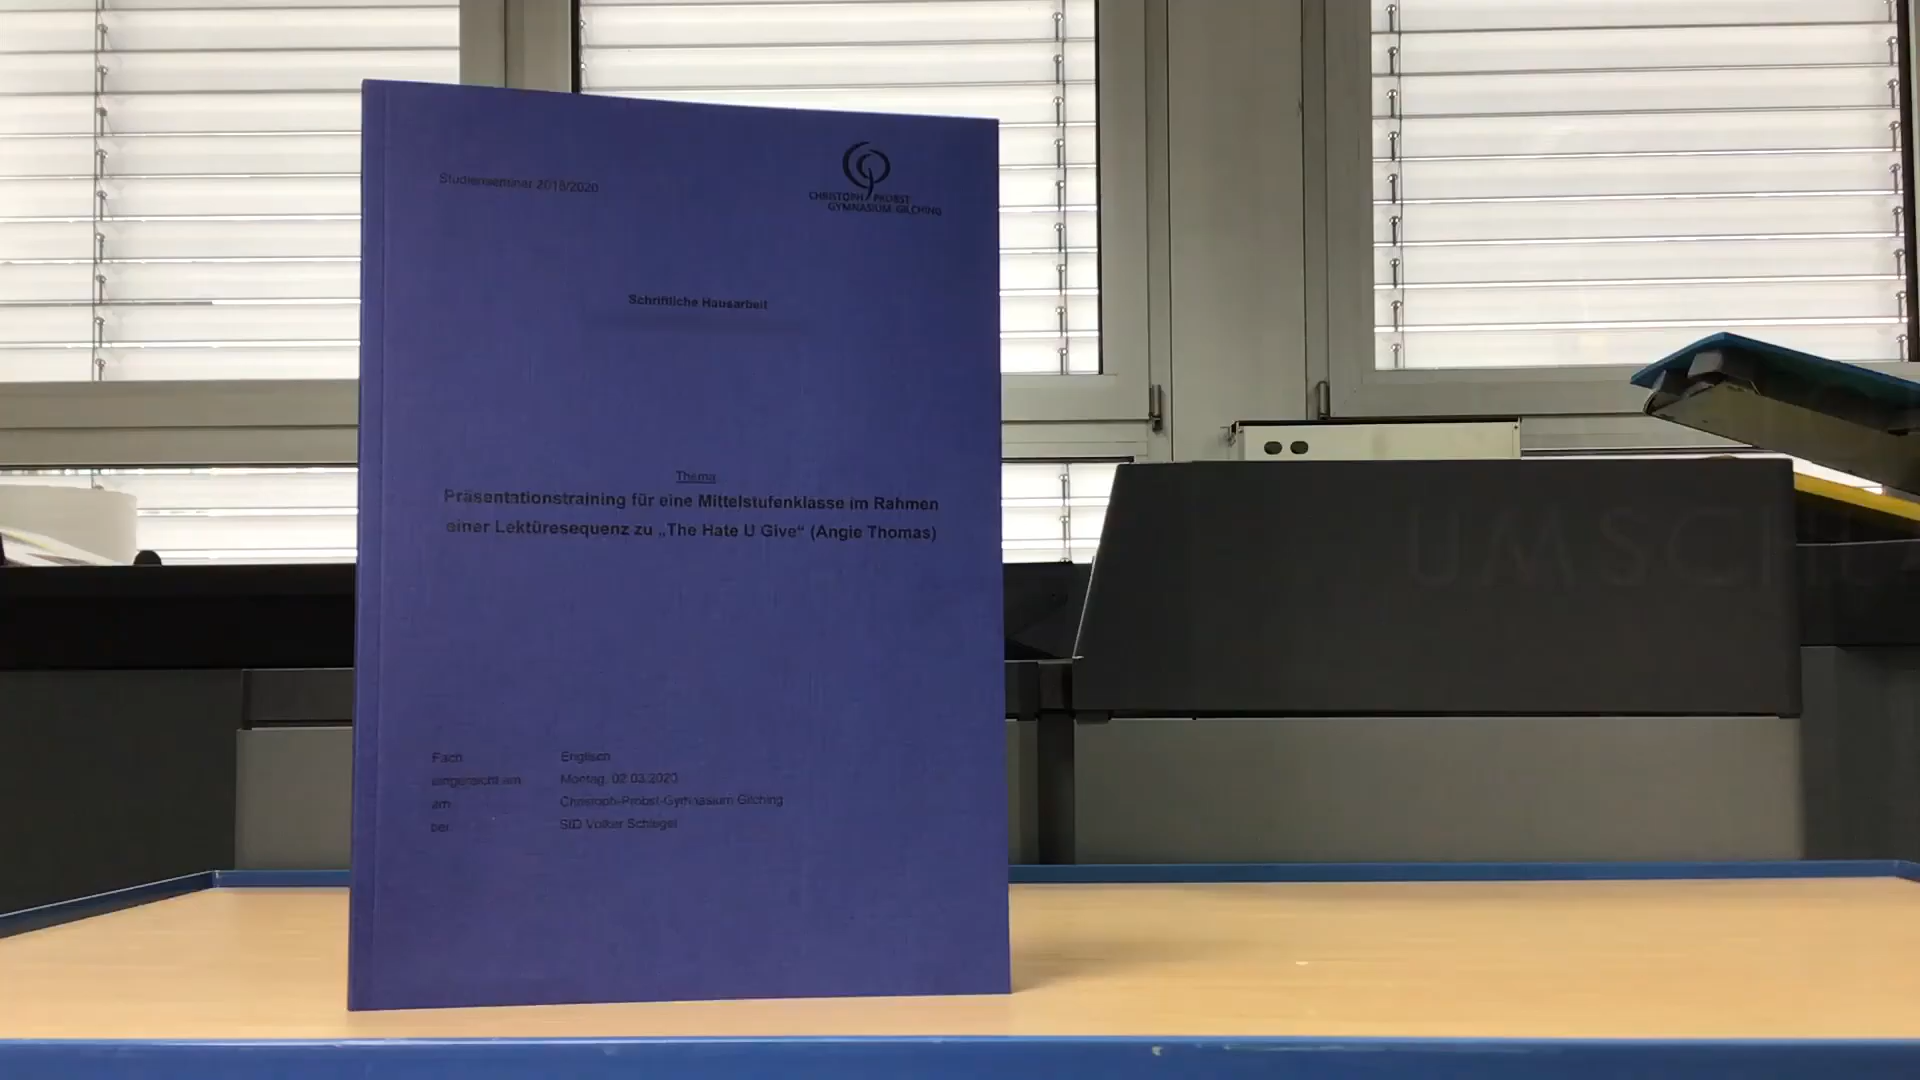 Studienseminar 2018/2020
CHRISTOPH PROBST
GYMNASIUM GILCHING
Schriftliche Hausarbeit
Thema
Präsentationstraining für eine Mittelstufenklasse im Rahmen
einer Lektüresequenz zu „The Hate U Give“ (Angie Thomas)
Fach: Englisch
eingereicht am: Montag, 02.03.2020
am: Christoph-Probst-Gymnasium Gilching
bei: StD Volker Schlegel
UMSCHL